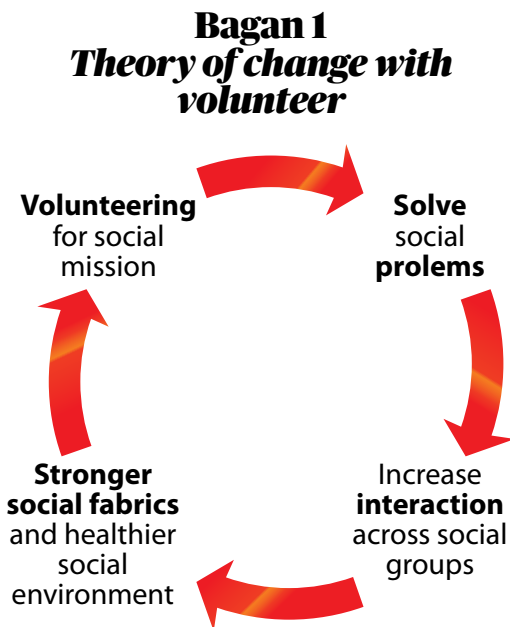 Bagan 1
Theory of change with
volunteer
Volunteering
for social
mission
Solve
social
prolems
Increase
interaction
across social
groups
Stronger
social fabrics
and healthier
social
environment